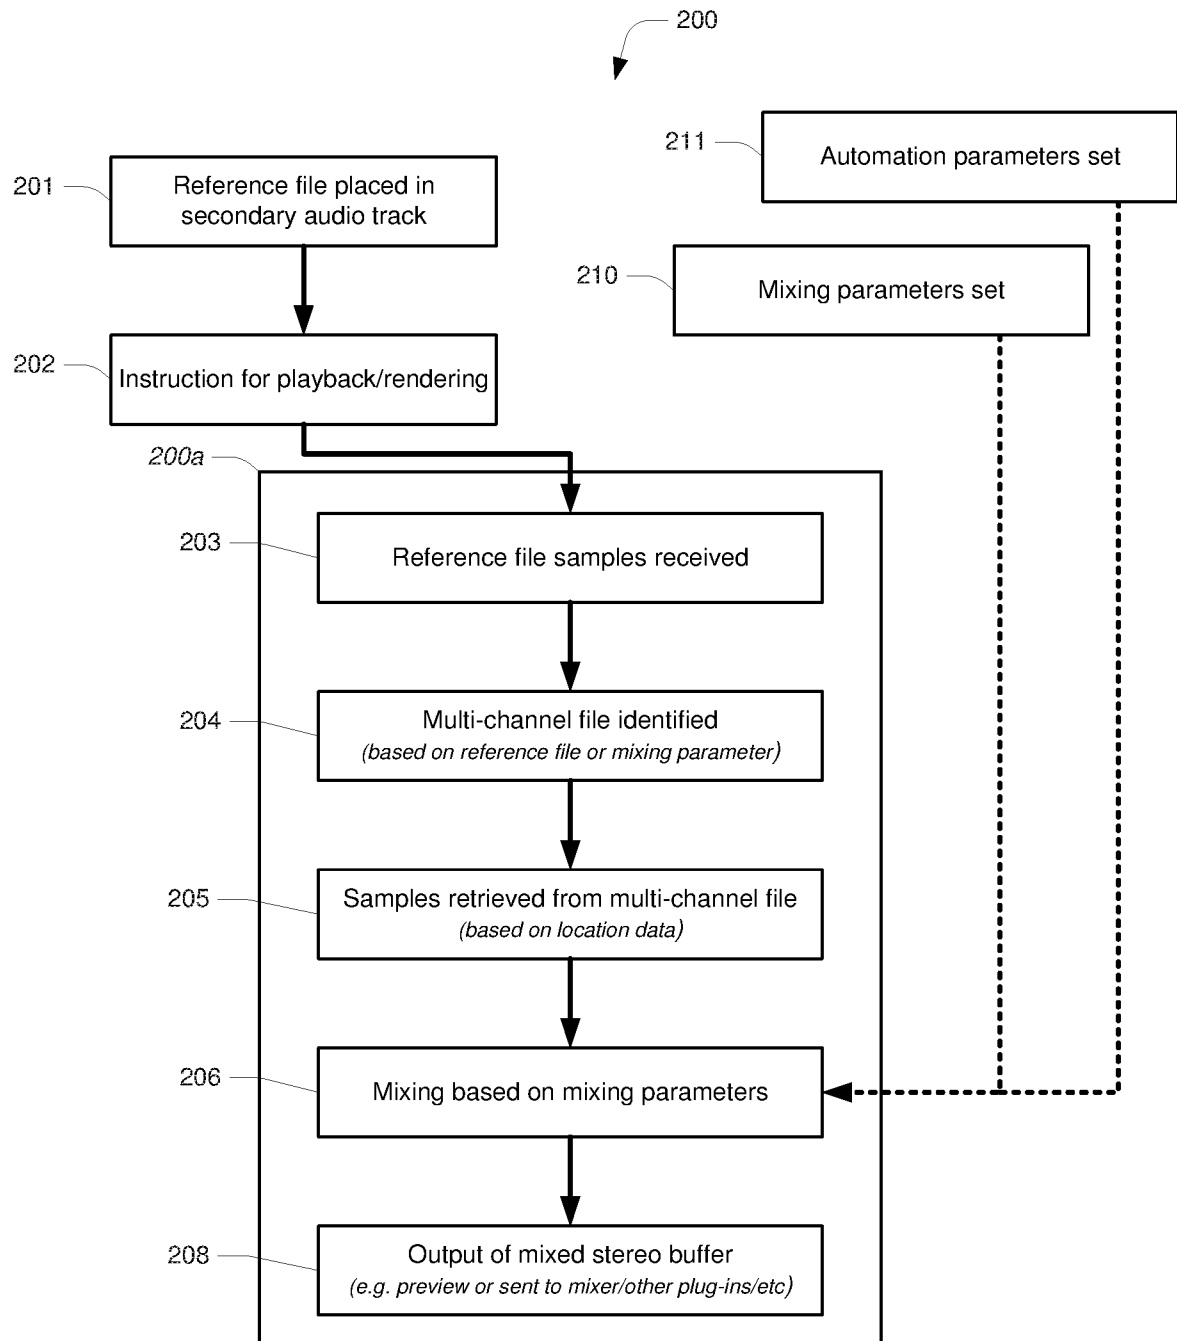 200
211
Automation parameters set
201
Reference file placed in
secondary audio track
210
Mixing parameters set
202
Instruction for playback/rendering
200a
203
Reference file samples received
204
Multi-channel file identified
(based on reference file or mixing parameter)
205
Samples retrieved from multi-channel file
(based on location data)
206
Mixing based on mixing parameters
208
Output of mixed stereo buffer
(e.g. preview or sent to mixer/other plug-ins/etc)